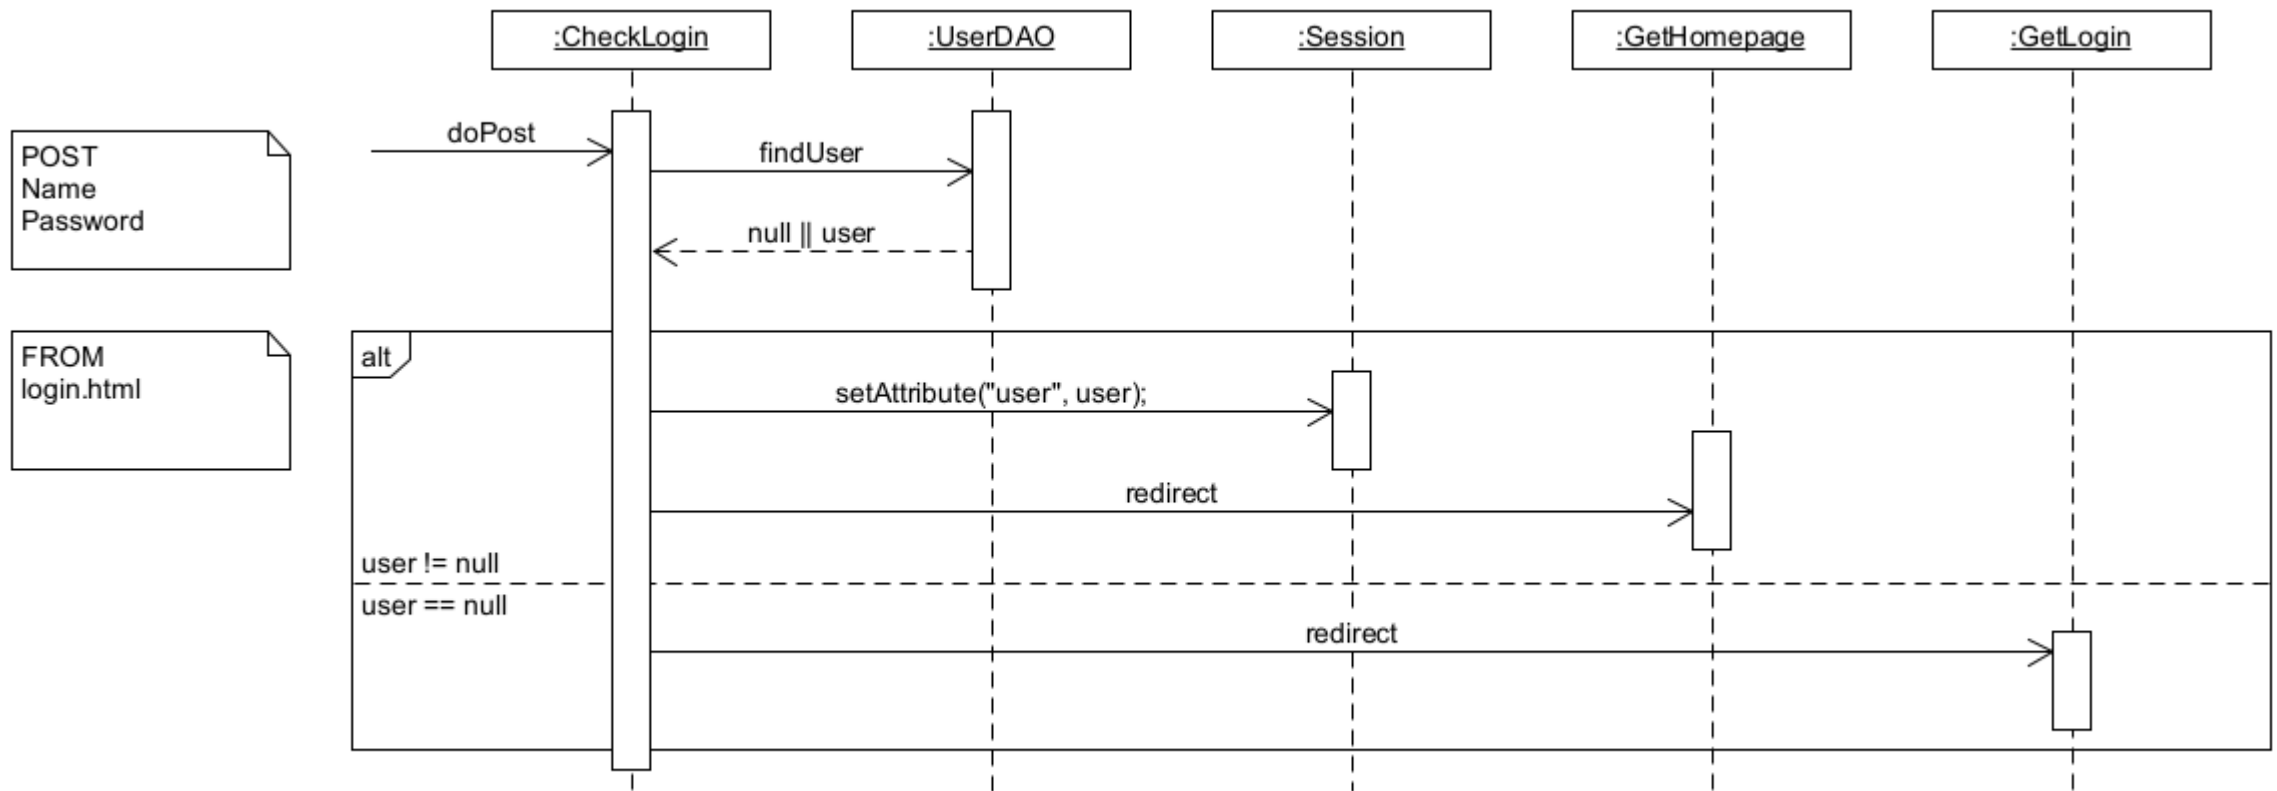 :CheckLogin
:UserDAO
:Session
:GetHomepage
:GetLogin
POST
Name
Password
doPost
findUser
null || user
FROM
login.html
alt
setAttribute("user", user);
redirect
user != null
user == null
redirect